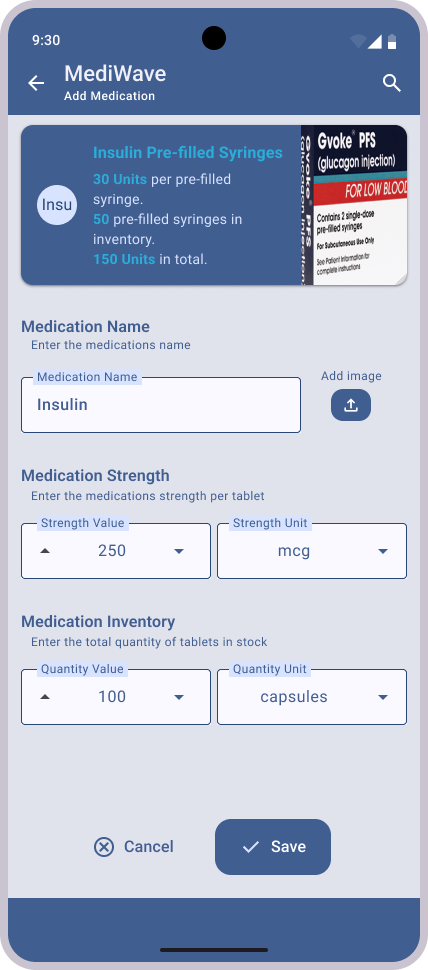 9:30
MediWave
Add Medication
Insulin Pre-filled Syringes
30 Units per pre-filled
syringe.
50 pre-filled syringes in
inventory.
150 Units in total.
Insu
Gvoke PFS
(glucagon injection)
Gvoke® PFS
(glucagon injection)
FOR LOW BLOOD
Contains 2 single-dose
pre-filled syringes
For Subcutaneous Use Only
See Patient Information for
complete instructions
Medication Name
Enter the medications name
Medication Name
Insulin
Add image
Medication Strength
Enter the medications strength per tablet
Strength Value
250
Strength Unit
mcg
Medication Inventory
Enter the total quantity of tablets in stock
Quantity Value
100
Quantity Unit
capsules
Cancel
Save